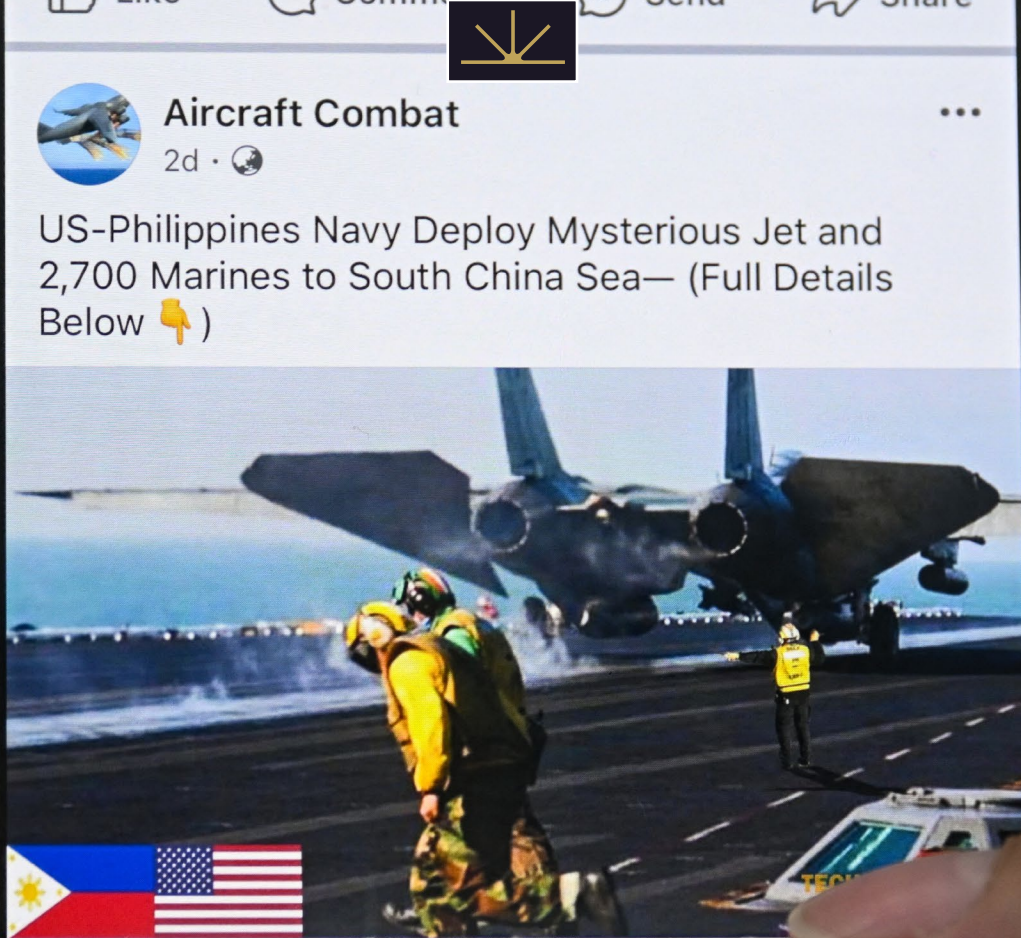 Aircraft Combat
2d ·
US-Philippines Navy Deploy Mysterious Jet and
2,700 Marines to South China Sea— (Full Details
Below 👇)